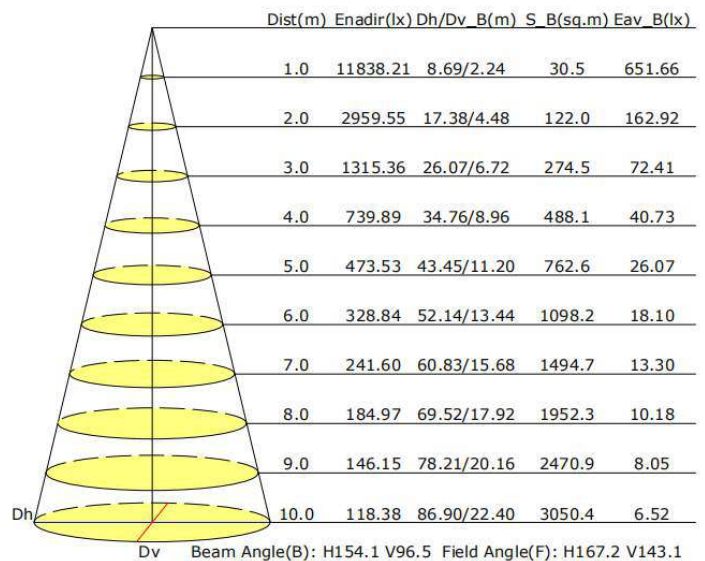 Dist(m) Enadir(lx) Dh/Dv_B(m) S_B(sq.m) Eav_B(lx)
1.0 11838.21 8.69/2.24 30.5 651.66
2.0 2959.55 17.38/4.48 122.0 162.92
3.0 1315.36 26.07/6.72 274.5 72.41
4.0 739.89 34.76/8.96 488.1 40.73
5.0 473.53 43.45/11.20 762.6 26.07
6.0 328.84 52.14/13.44 1098.2 18.10
7.0 241.60 60.83/15.68 1494.7 13.30
8.0 184.97 69.52/17.92 1952.3 10.18
9.0 146.15 78.21/20.16 2470.9 8.05
Dh 10.0 118.38 86.90/22.40 3050.4 6.52
Dv Beam Angle(B): H154.1 V96.5 Field Angle(F): H167.2 V143.1